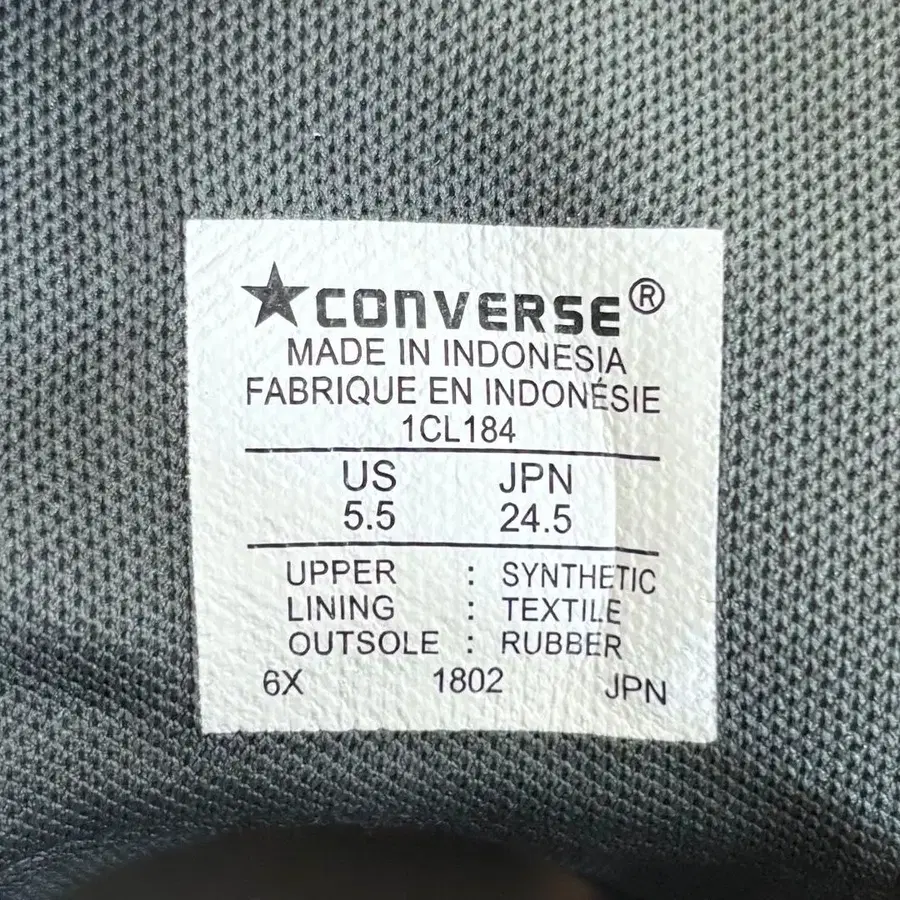 ★CONVERSE®
MADE IN INDONESIA
FABRIQUE EN INDONÉSIE
1CL184
US JPN
5.5 24.5
UPPER : SYNTHETIC
LINING : TEXTILE
OUTSOLE : RUBBER
6X 1802 JPN